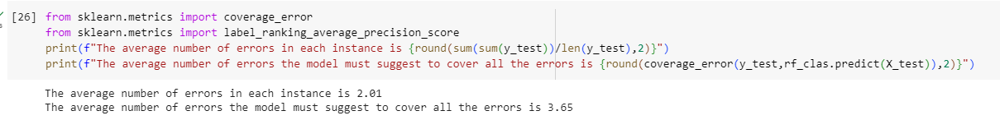 [26] from sklearn.metrics import coverage_error
from sklearn.metrics import label_ranking_average_precision_score
print(f"The average number of errors in each instance is {round(sum(sum(y_test))/len(y_test),2)}")
print(f"The average number of errors the model must suggest to cover all the errors is {round(coverage_error(y_test,rf_clas.predict(X_test)),2)}")
The average number of errors in each instance is 2.01
The average number of errors the model must suggest to cover all the errors is 3.65